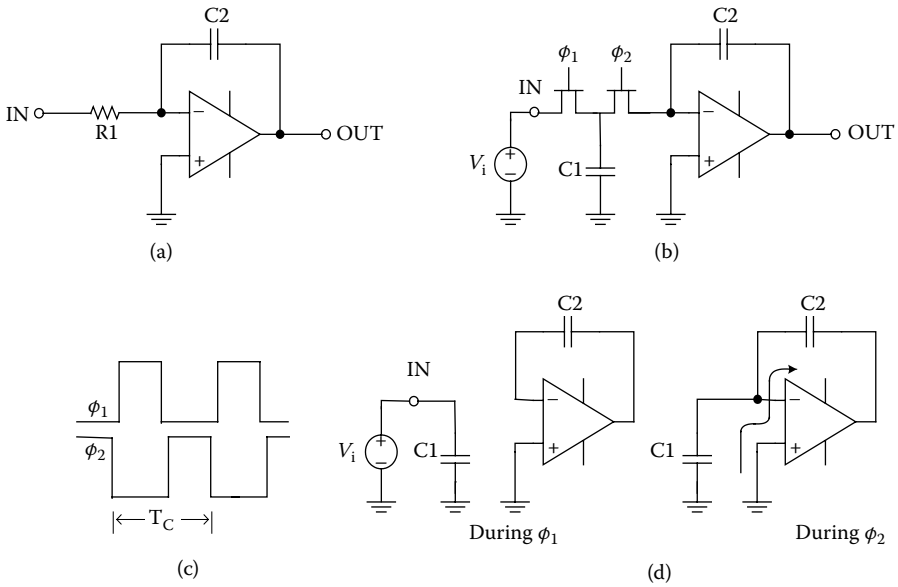 C2
IN
R1
−
+
OUT
(a)
C2
ϕ1
ϕ2
IN
Vi
+
−
C1
−
+
OUT
(b)
ϕ1
ϕ2
TC
(c)
IN
Vi
+
−
C1
C2
−
+
During ϕ1
C2
C1
−
+
During ϕ2
(d)